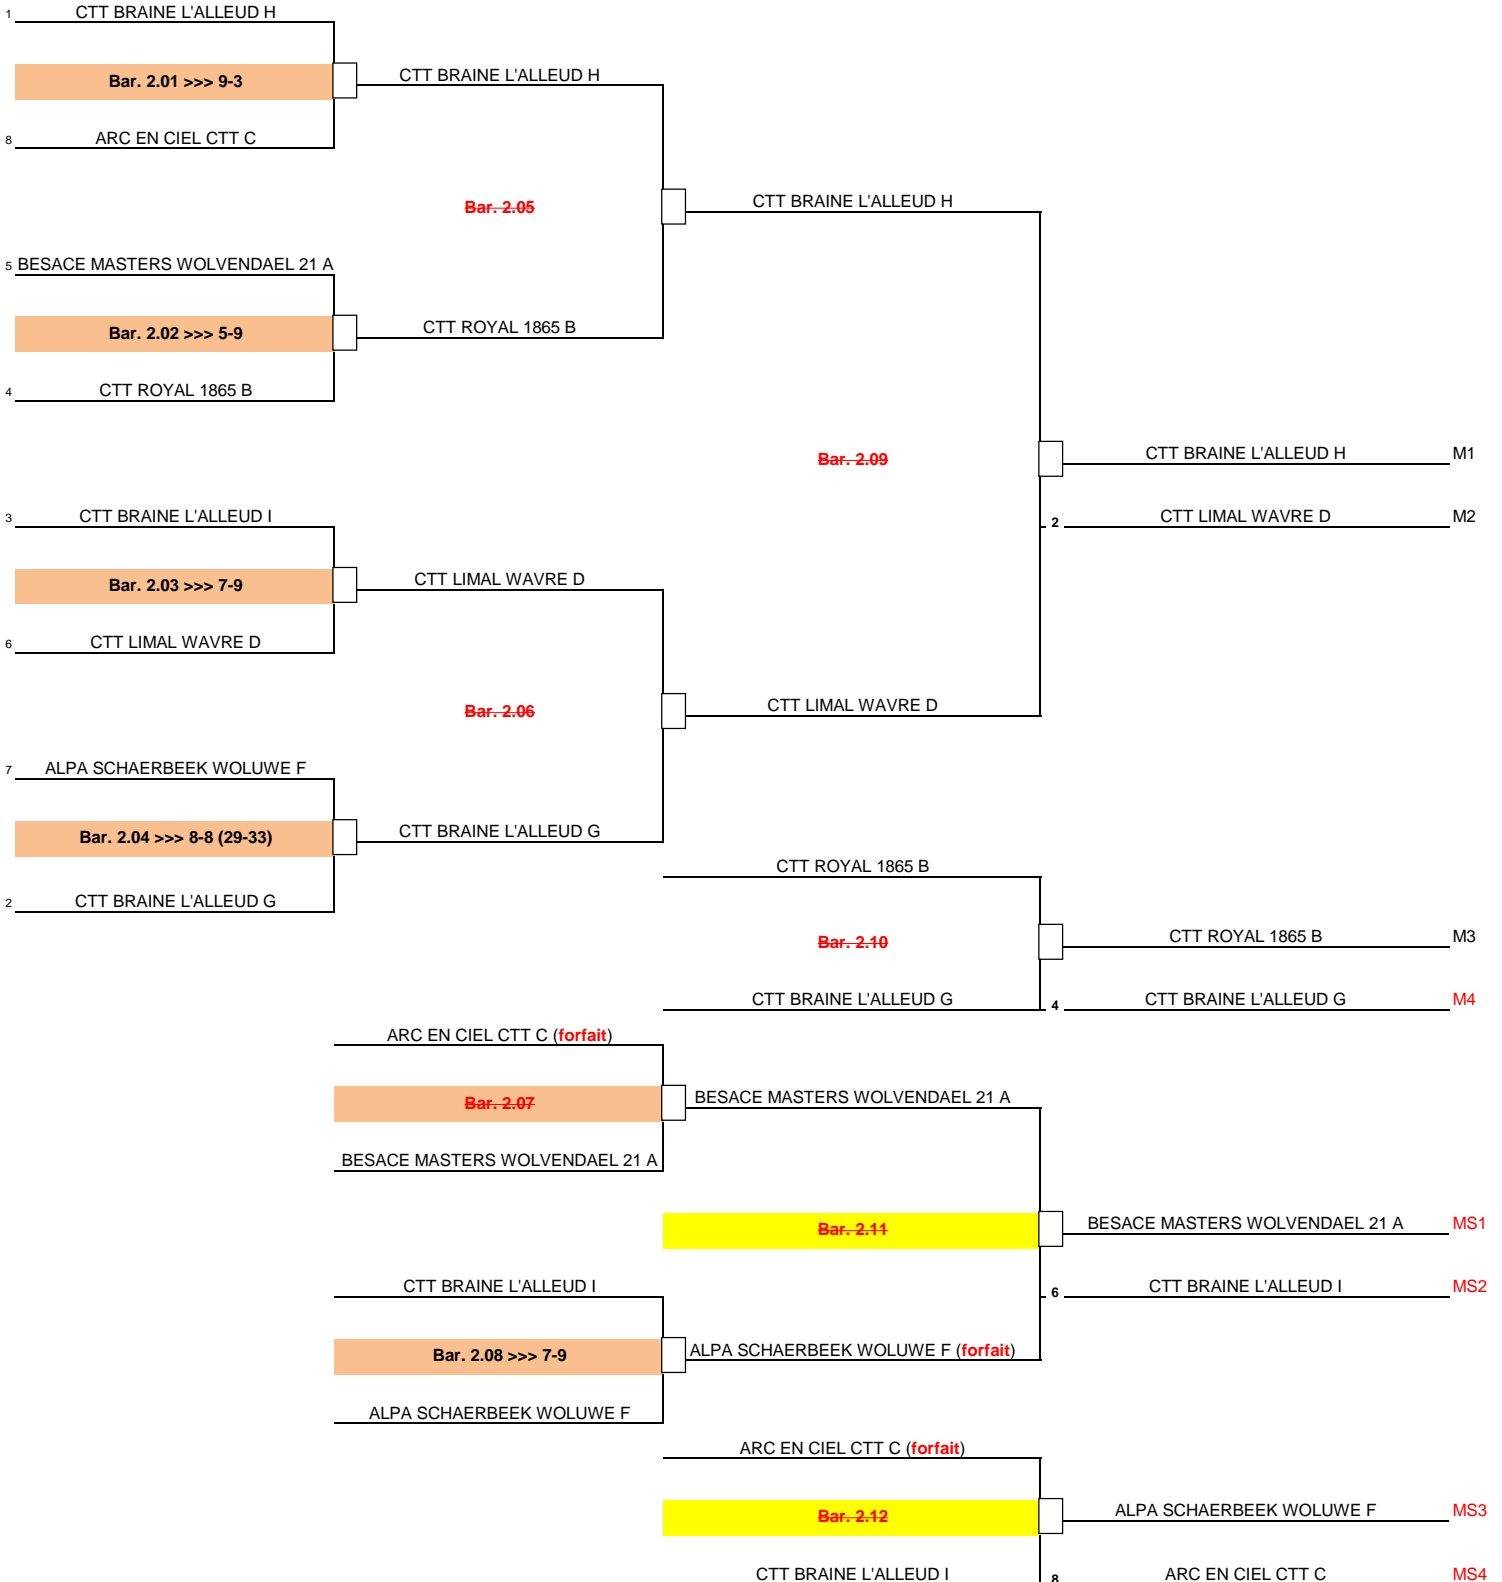 1 CTT BRAINE L'ALLEUD H
Bar. 2.01 >>> 9-3 CTT BRAINE L'ALLEUD H
8 ARC EN CIEL CTT C
Bar. 2.05 CTT BRAINE L'ALLEUD H
5 BESACE MASTERS WOLVENDAEL 21 A
Bar. 2.02 >>> 5-9 CTT ROYAL 1865 B
4 CTT ROYAL 1865 B
Bar. 2.09 CTT BRAINE L'ALLEUD H M1
3 CTT BRAINE L'ALLEUD I 2 CTT LIMAL WAVRE D M2
Bar. 2.03 >>> 7-9 CTT LIMAL WAVRE D
6 CTT LIMAL WAVRE D
Bar. 2.06 CTT LIMAL WAVRE D
7 ALPA SCHAERBEEK WOLUWE F
Bar. 2.04 >>> 8-8 (29-33) CTT BRAINE L'ALLEUD G
CTT ROYAL 1865 B
2 CTT BRAINE L'ALLEUD G
Bar. 2.10 CTT ROYAL 1865 B M3
CTT BRAINE L'ALLEUD G 4 CTT BRAINE L'ALLEUD G M4
ARC EN CIEL CTT C (forfait)
Bar. 2.07 BESACE MASTERS WOLVENDAEL 21 A
BESACE MASTERS WOLVENDAEL 21 A
Bar. 2.11 BESACE MASTERS WOLVENDAEL 21 A MS1
CTT BRAINE L'ALLEUD I 6 CTT BRAINE L'ALLEUD I MS2
Bar. 2.08 >>> 7-9 ALPA SCHAERBEEK WOLUWE F (forfait)
ALPA SCHAERBEEK WOLUWE F
ARC EN CIEL CTT C (forfait)
Bar. 2.12 ALPA SCHAERBEEK WOLUWE F MS3
CTT BRAINE L'ALLEUD I 8 ARC EN CIEL CTT C MS4